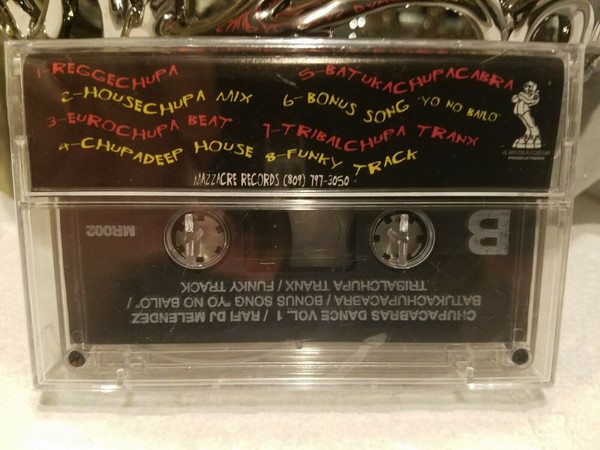 1-REGGECHUPA
2-HOUSECHUPA MIX
3-EUROCHUPA BEAT
4-CHUPADEEP HOUSE
5-BATUKACHUPACABRA
6-BONUS SONG "YO NO BAILO"
7-TRIBALCHUPA TRANX
8-FUNKY TRACK
MAZZACRE RECORDS (809) 797-3050
B
MR002
CHUPACABRAS DANCE VOL. 1 / RAFI DJ MELENDEZ
BATUKACHUPACABRA / BONUS SONG "YO NO BAILO" /
TRIBALCHUPA TRANX / FUNKY TRACK